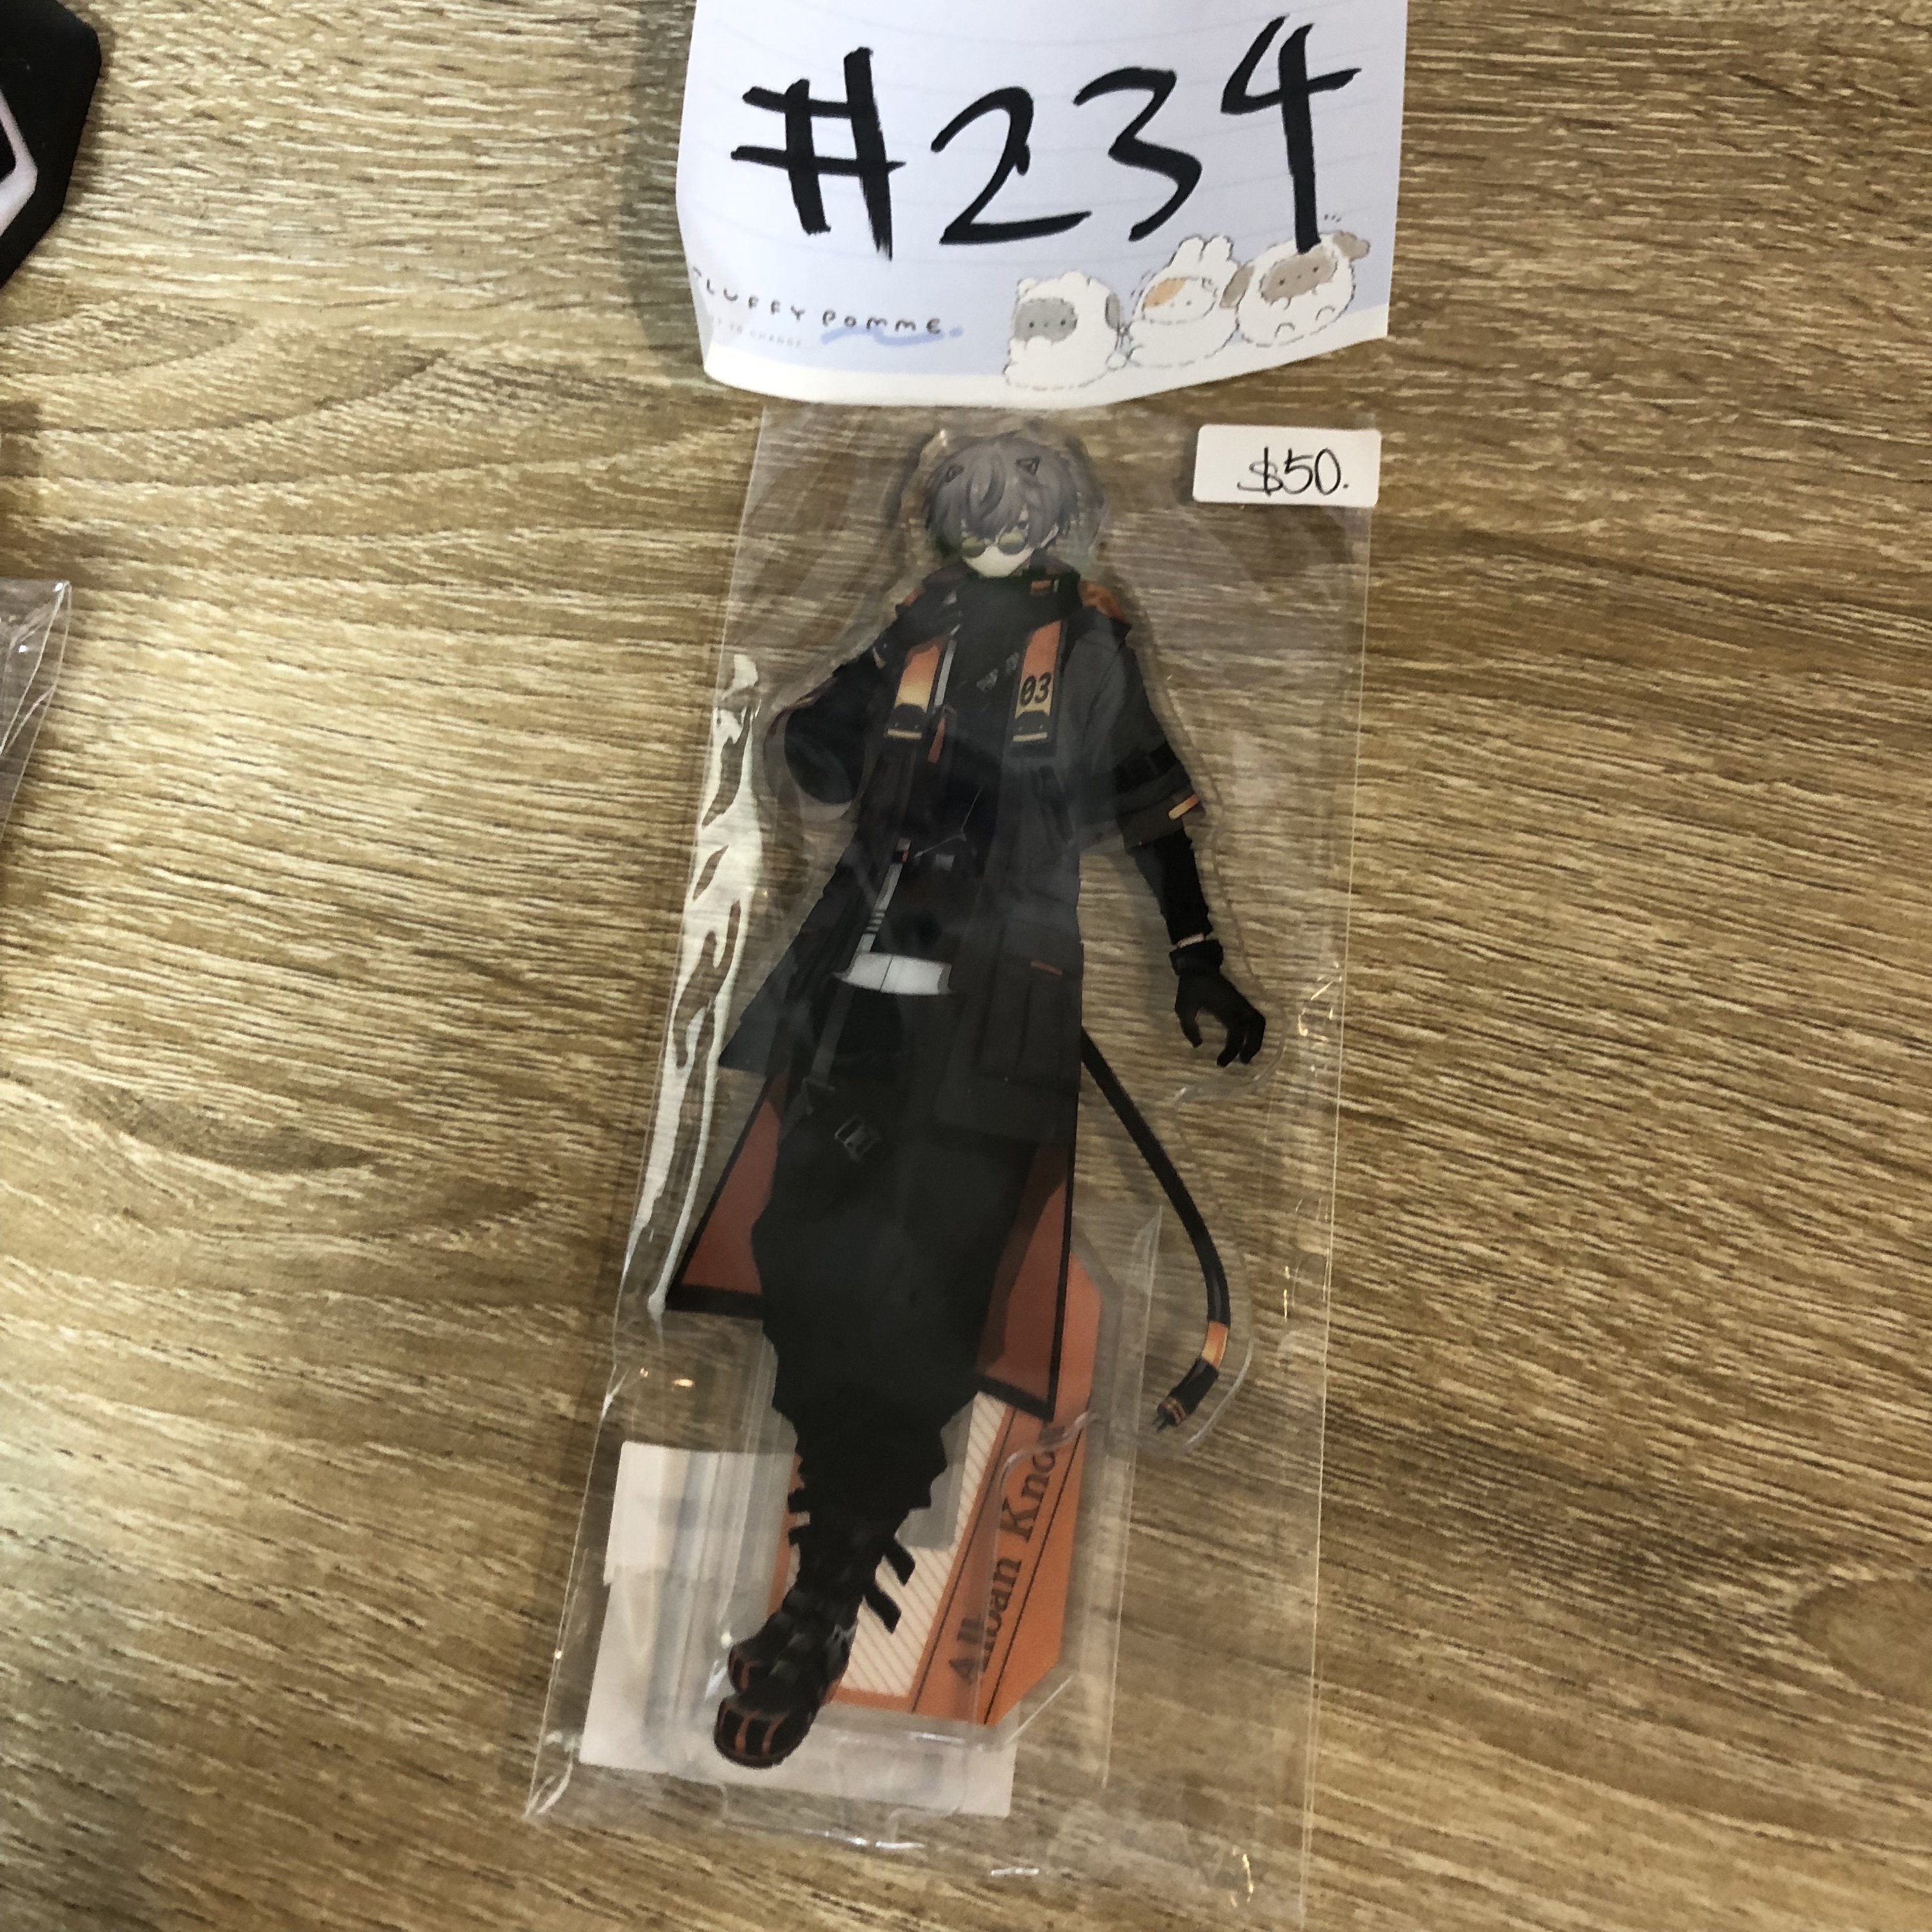 #234
FLUFFY POMME
$50.
03
Alban Kno